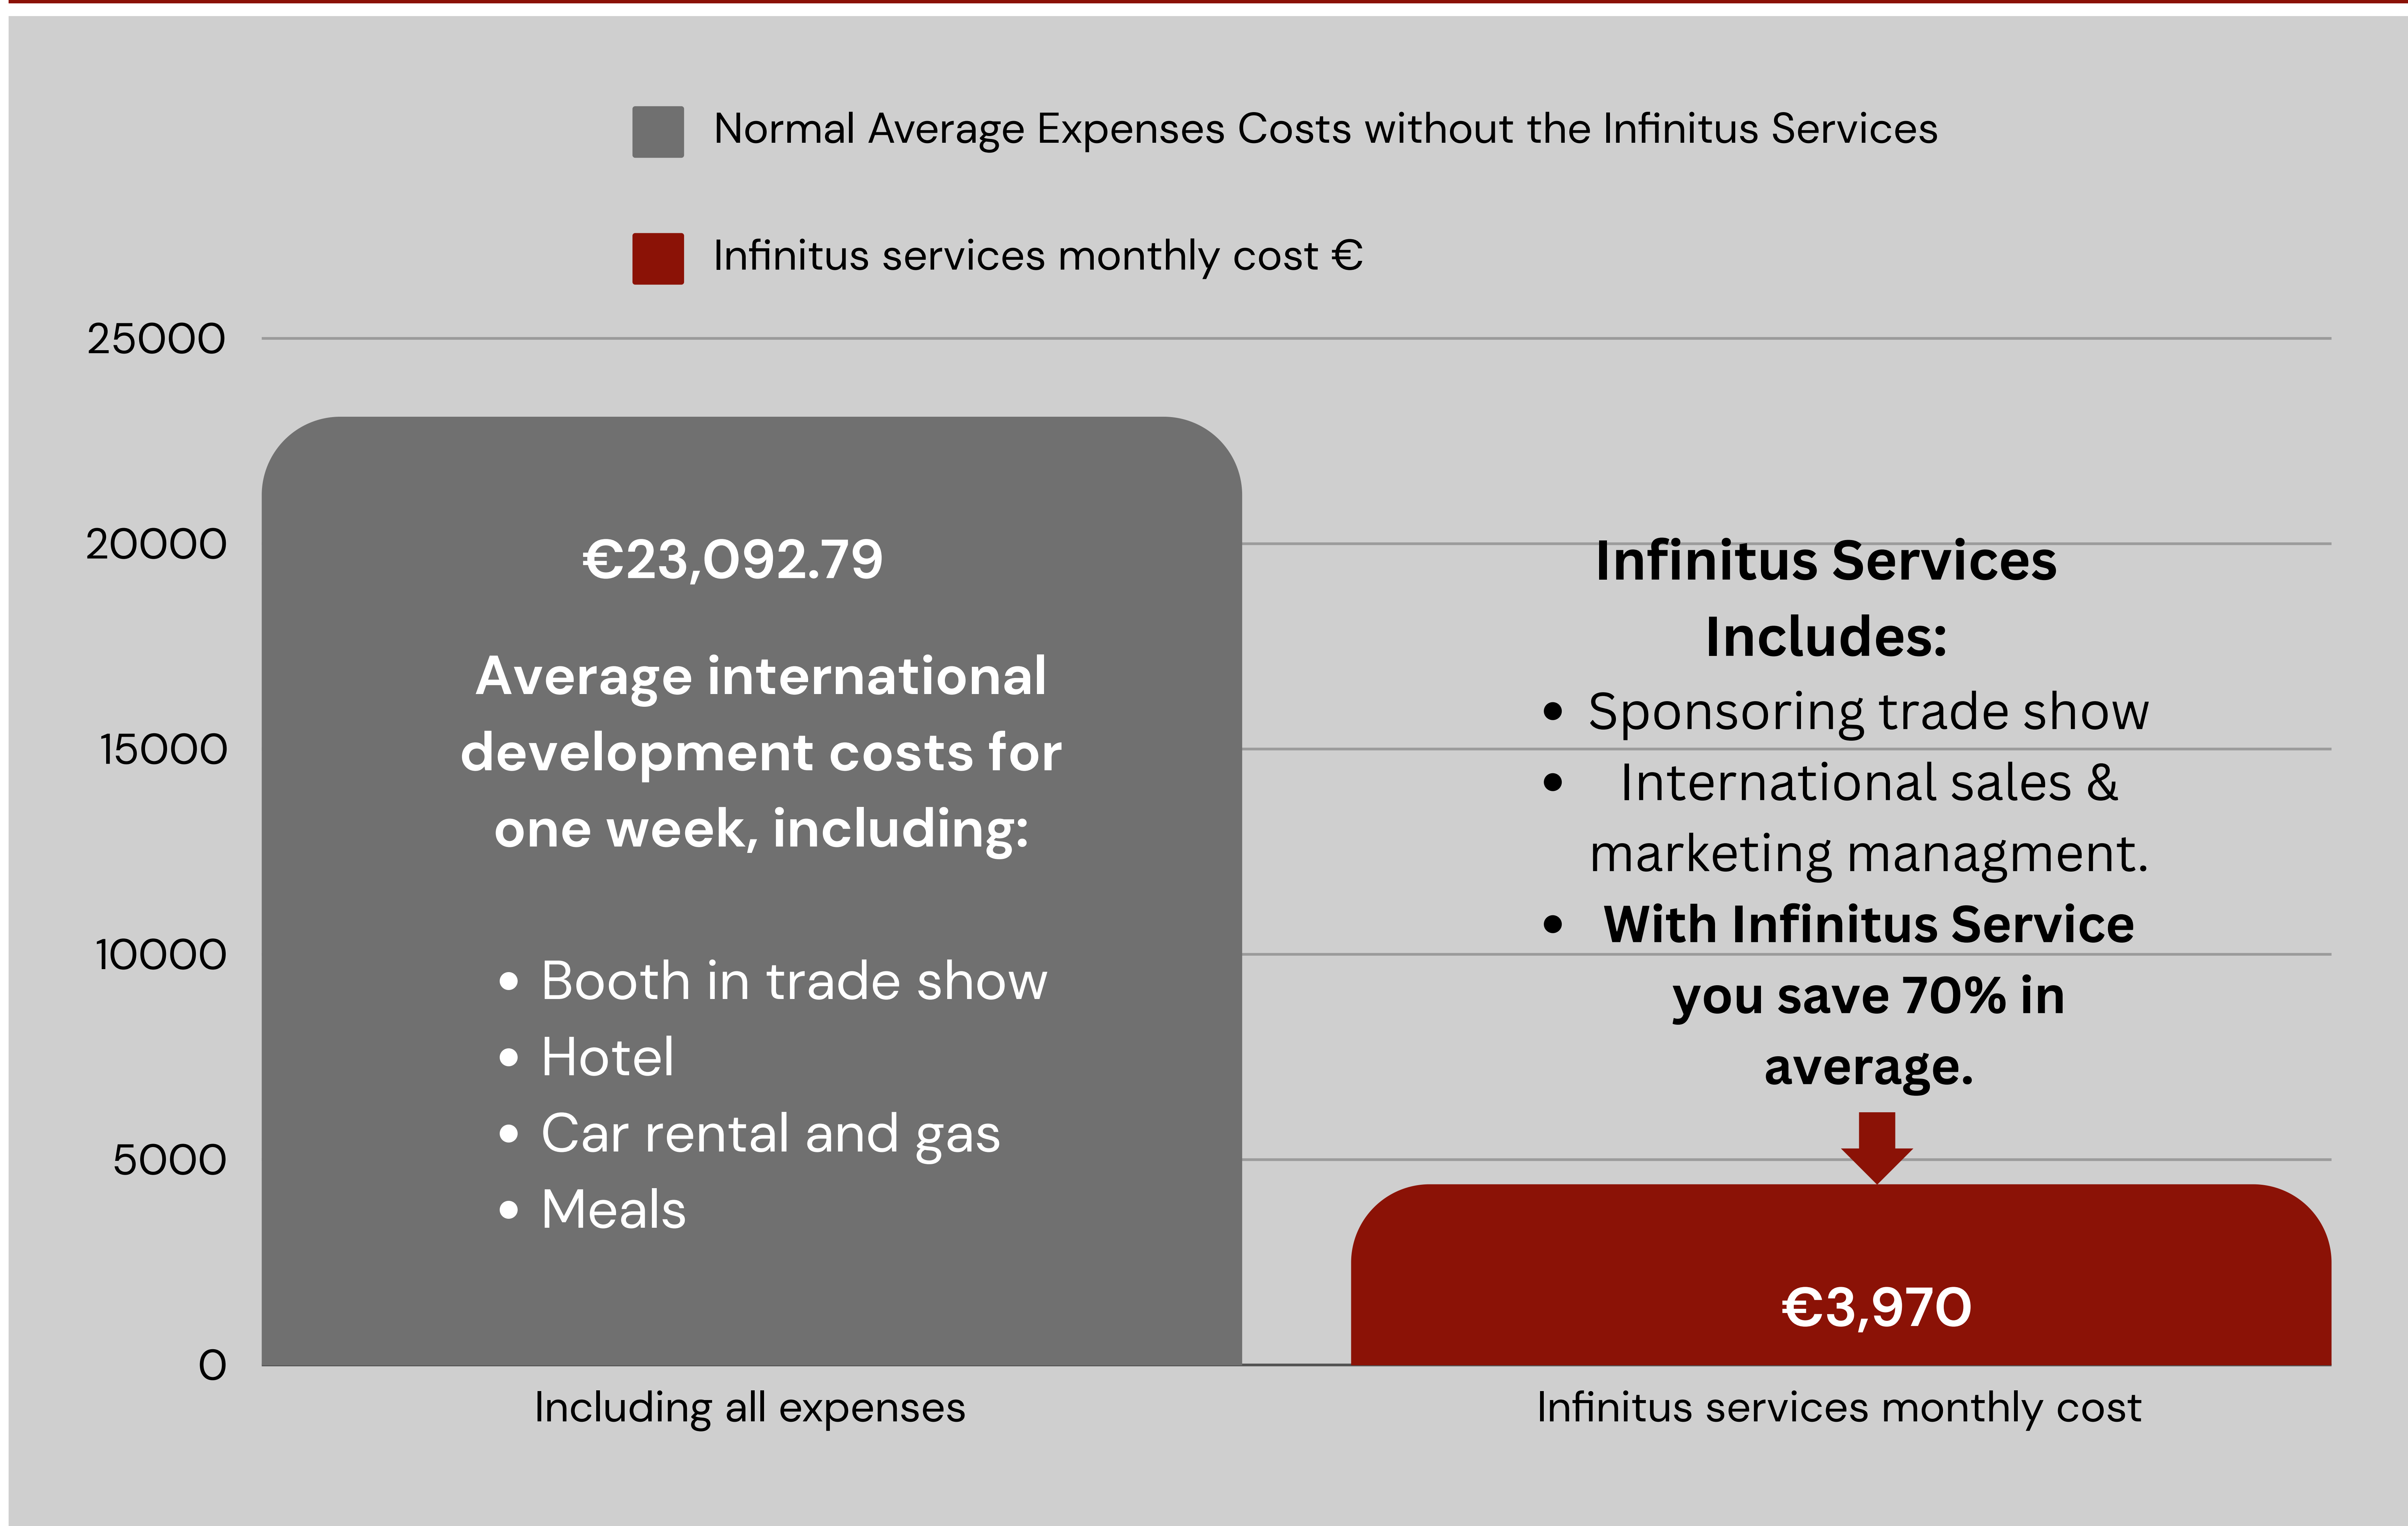 Normal Average Expenses Costs without the Infinitus Services
Infinitus services monthly cost €
25000
20000
15000
10000
5000
0
€23,092.79
Average international
development costs for
one week, including:
• Booth in trade show
• Hotel
• Car rental and gas
• Meals
Including all expenses
Infinitus Services
Includes:
• Sponsoring trade show
• International sales &
marketing managment.
• With Infinitus Service
you save 70% in
average.
€3,970
Infinitus services monthly cost